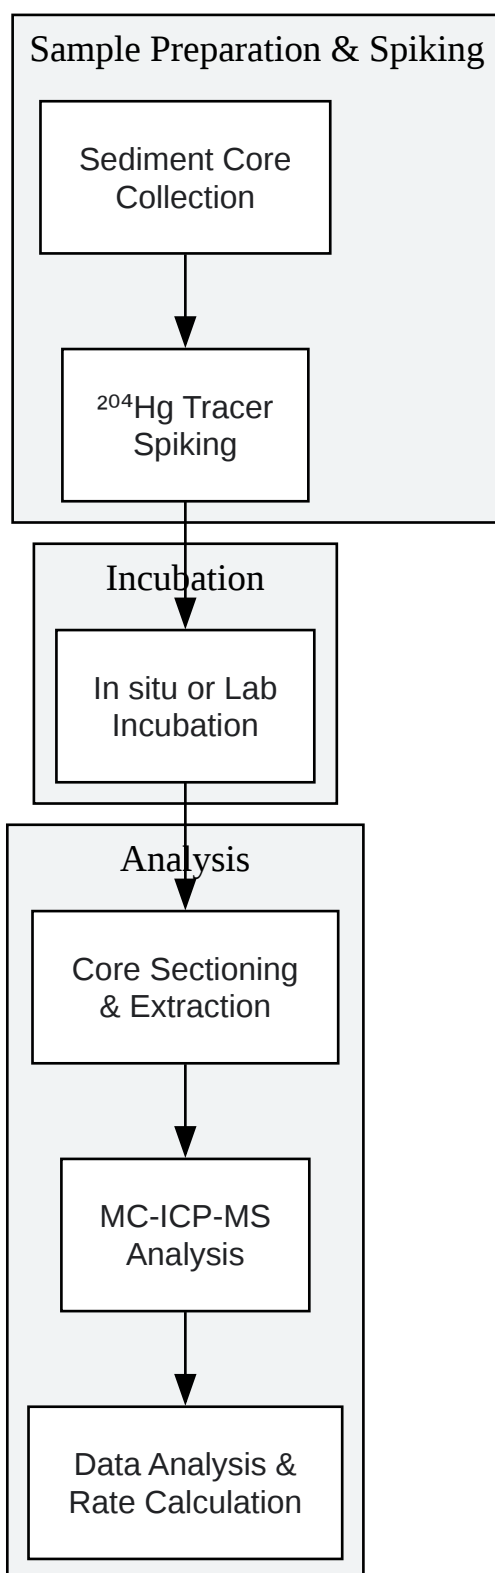 Sample Preparation & Spiking
Sediment Core
Collection
²⁰⁴Hg Tracer
Spiking
Incubation
In situ or Lab
Incubation
Analysis
Core Sectioning
& Extraction
MC-ICP-MS
Analysis
Data Analysis &
Rate Calculation